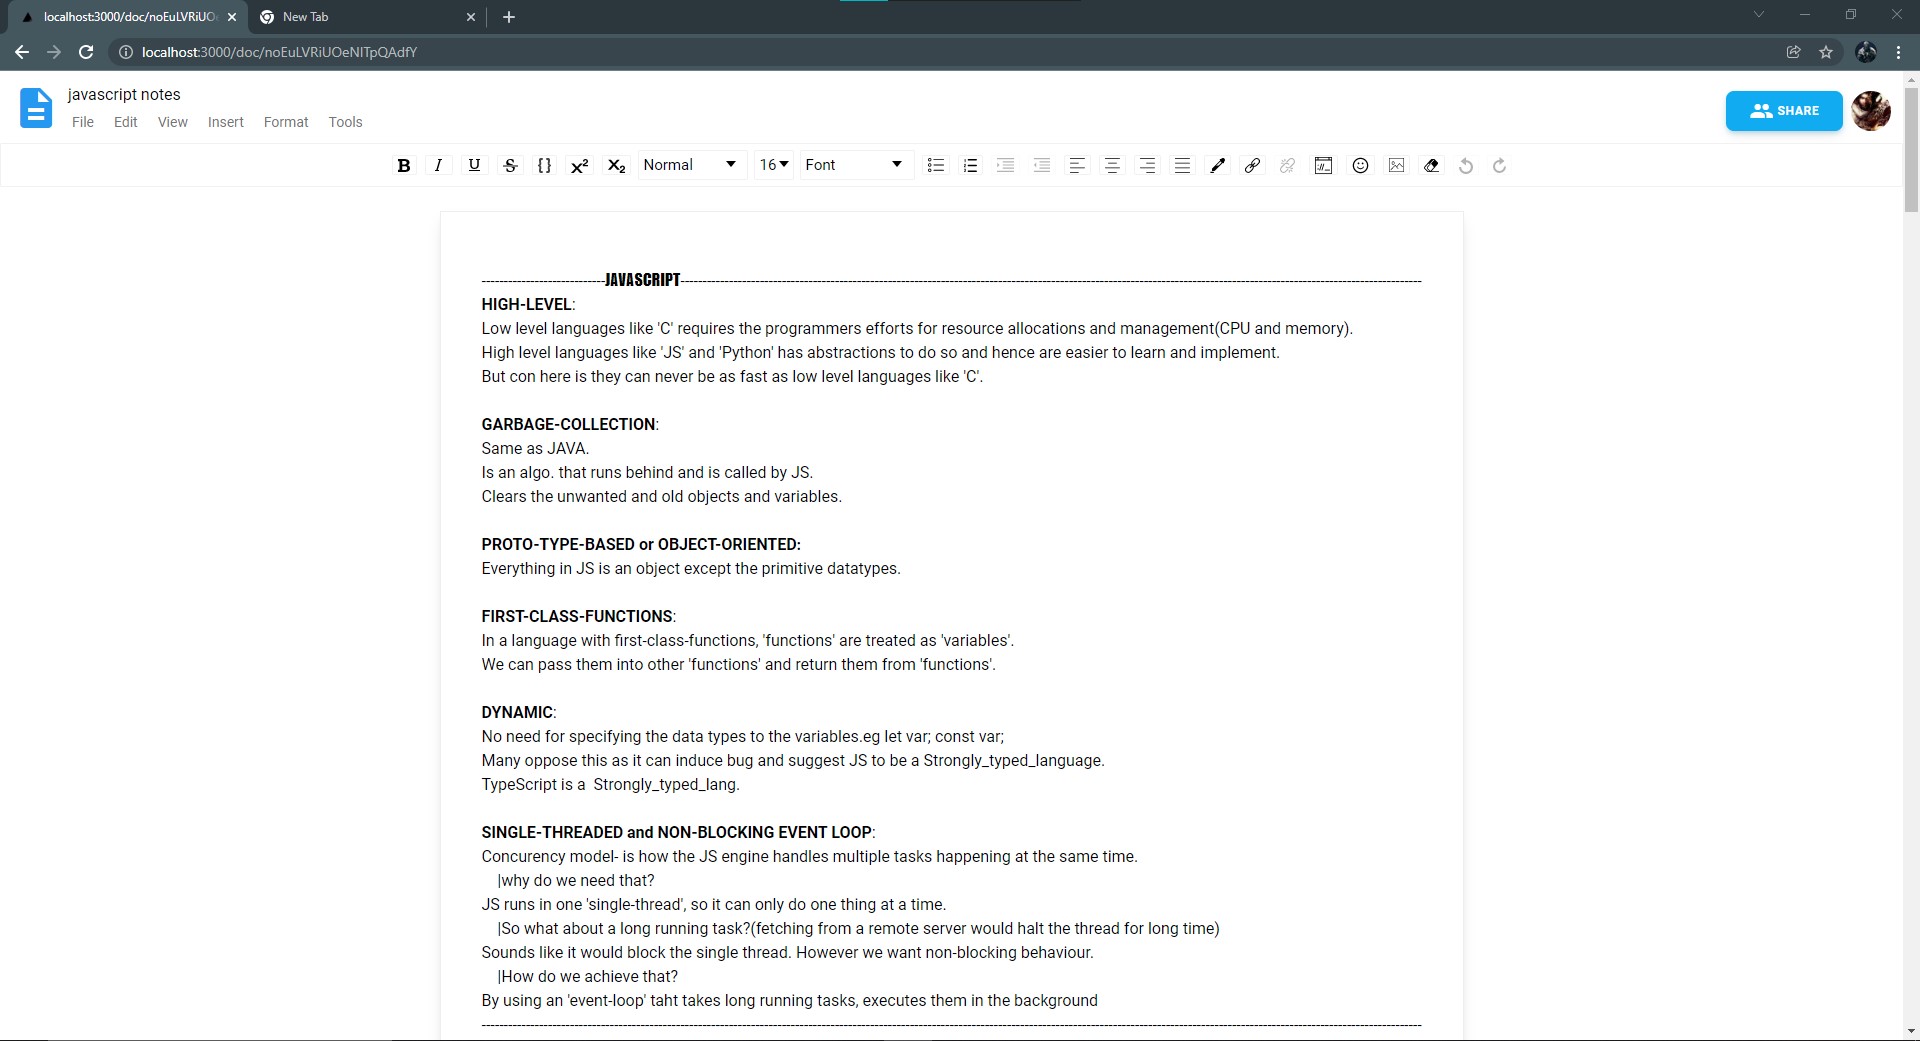 localhost:3000/doc/noEuLVRiUO
New Tab
localhost:3000/doc/noEuLVRiUOeNITpQAdfY
javascript notes
File Edit View Insert Format Tools
SHARE
B I U S {} X² X₂ Normal 16 Font
---------------------------JAVASCRIPT---------------------------
HIGH-LEVEL:
Low level languages like 'C' requires the programmers efforts for resource allocations and management(CPU and memory).
High level languages like 'JS' and 'Python' has abstractions to do so and hence are easier to learn and implement.
But con here is they can never be as fast as low level languages like 'C'.
GARBAGE-COLLECTION:
Same as JAVA.
Is an algo. that runs behind and is called by JS.
Clears the unwanted and old objects and variables.
PROTO-TYPE-BASED or OBJECT-ORIENTED:
Everything in JS is an object except the primitive datatypes.
FIRST-CLASS-FUNCTIONS:
In a language with first-class-functions, 'functions' are treated as 'variables'.
We can pass them into other 'functions' and return them from 'functions'.
DYNAMIC:
No need for specifying the data types to the variables.eg let var; const var;
Many oppose this as it can induce bug and suggest JS to be a Strongly_typed_language.
TypeScript is a  Strongly_typed_lang.
SINGLE-THREADED and NON-BLOCKING EVENT LOOP:
Concurency model- is how the JS engine handles multiple tasks happening at the same time.
|why do we need that?
JS runs in one 'single-thread', so it can only do one thing at a time.
|So what about a long running task?(fetching from a remote server would halt the thread for long time)
Sounds like it would block the single thread. However we want non-blocking behaviour.
|How do we achieve that?
By using an 'event-loop' taht takes long running tasks, executes them in the background